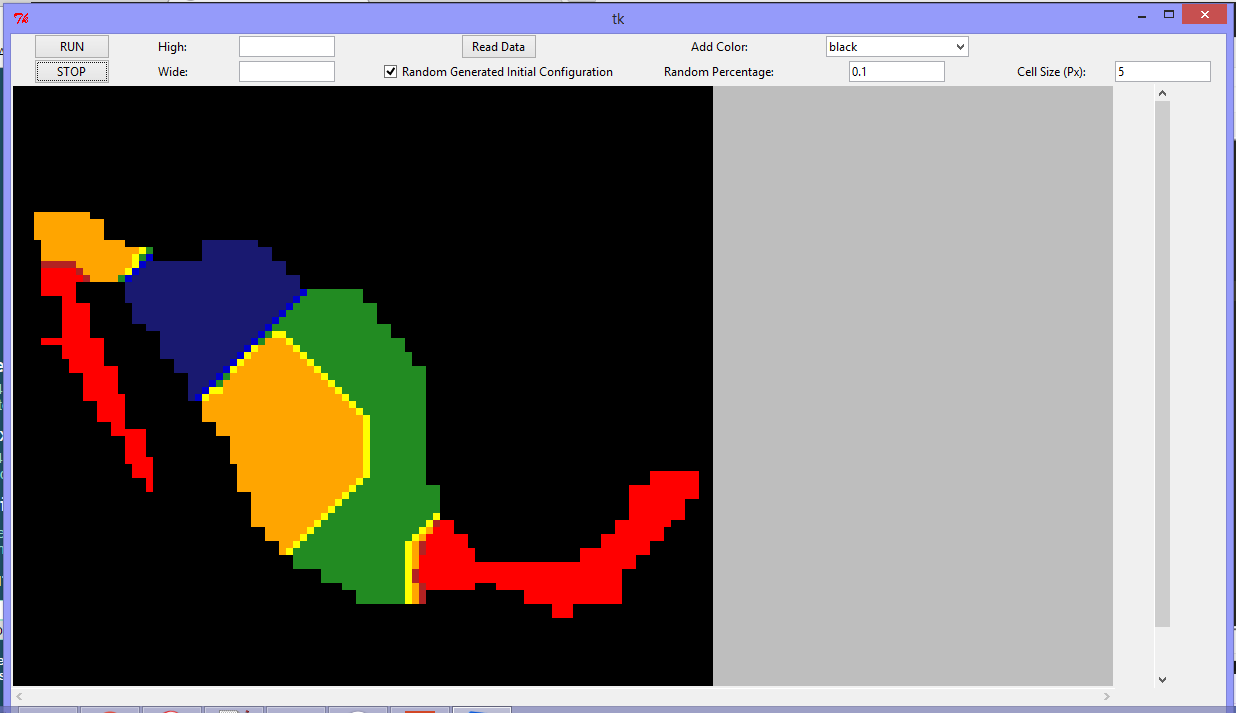 tk
RUN High: Read Data Add Color: black
STOP Wide: Random Generated Initial Configuration Random Percentage: 0.1 Cell Size (Px): 5